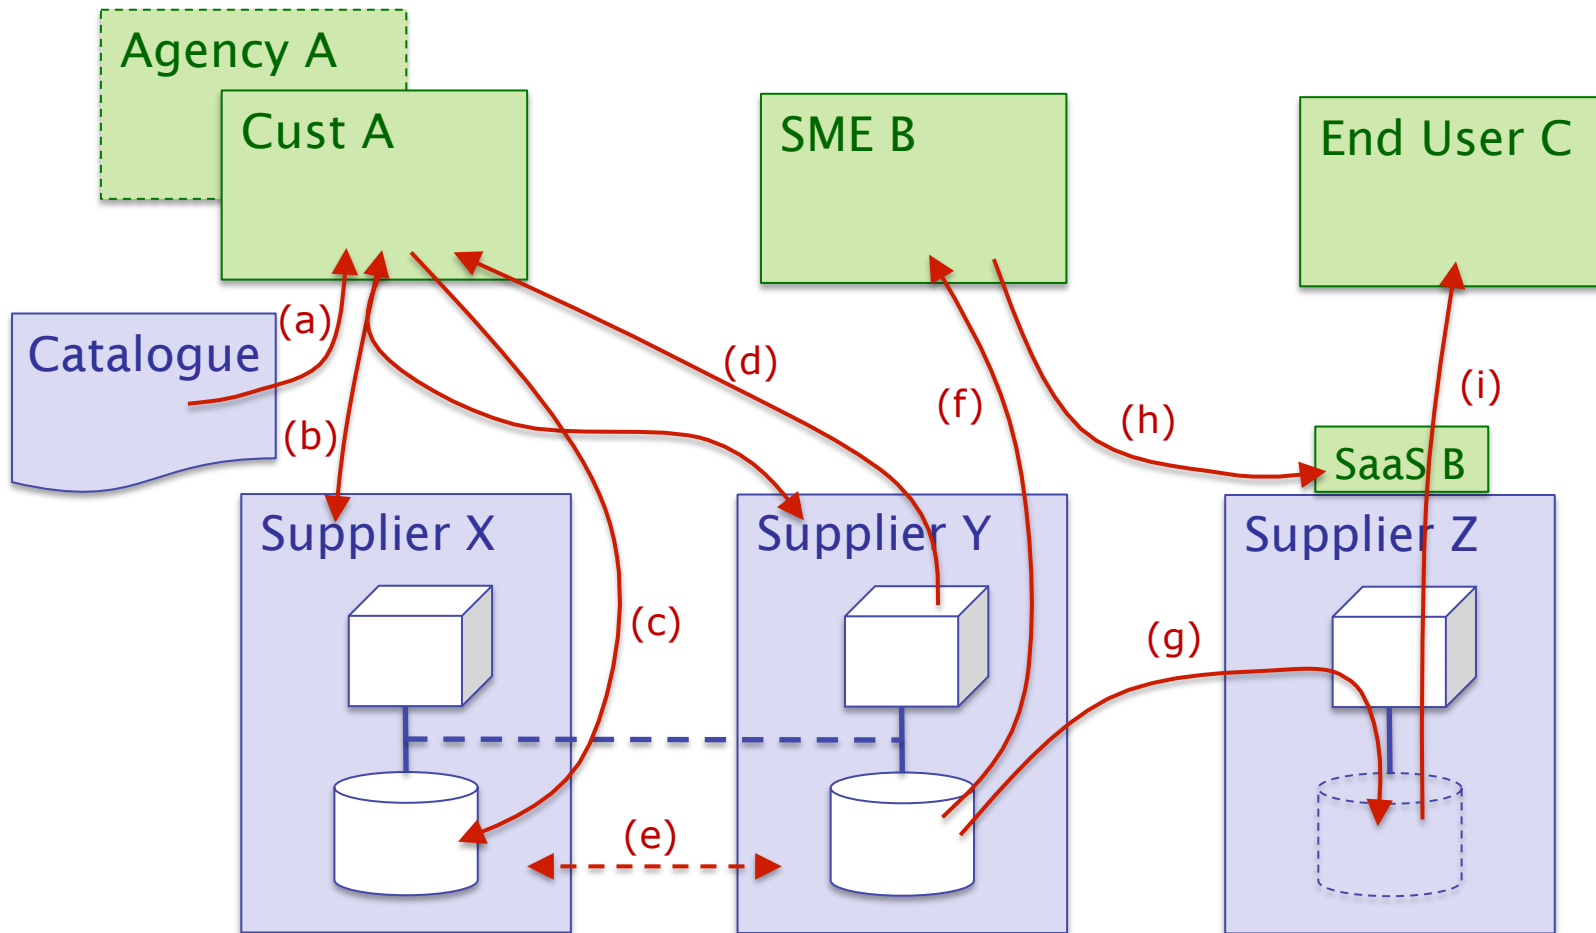 Agency A
Cust A
SME B
End User C
Catalogue
(a)
(b)
(c)
(d)
(e)
(f)
(g)
(h)
(i)
SaaS B
Supplier X
Supplier Y
Supplier Z